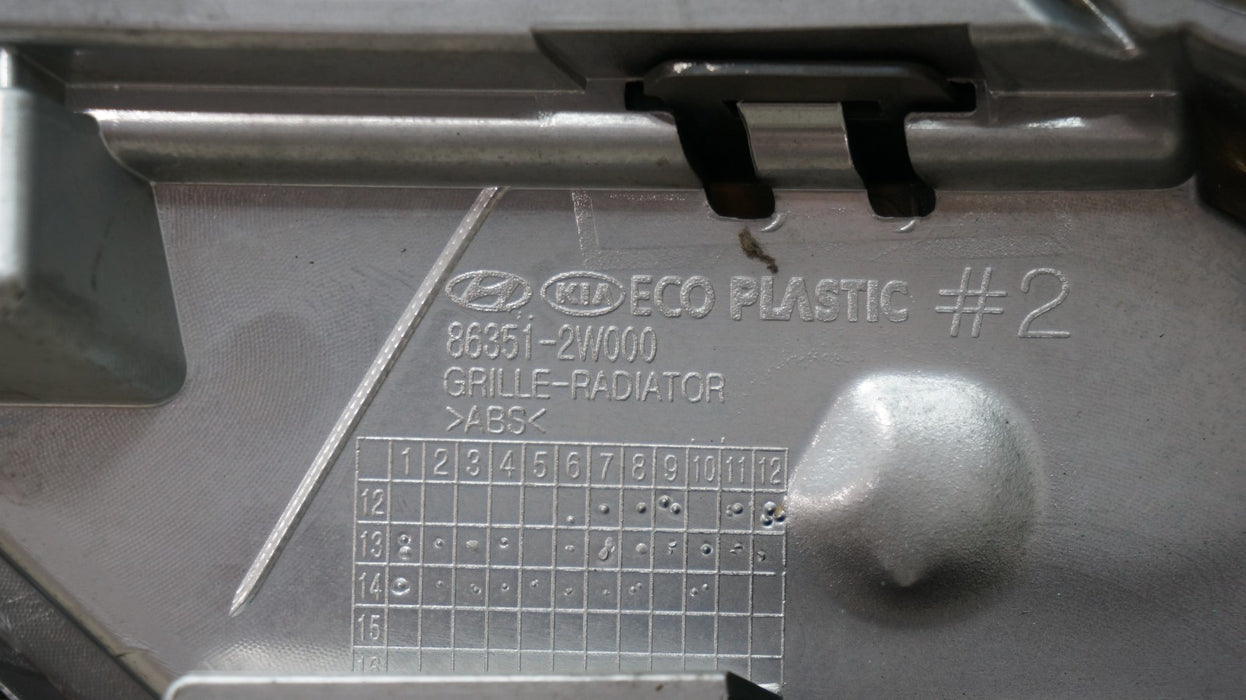 KIA ECO PLASTIC #2
86351-2W000
GRILLE-RADIATOR
>ABS<
1 2 3 4 5 6 7 8 9 10 11 12
12
13
14
15